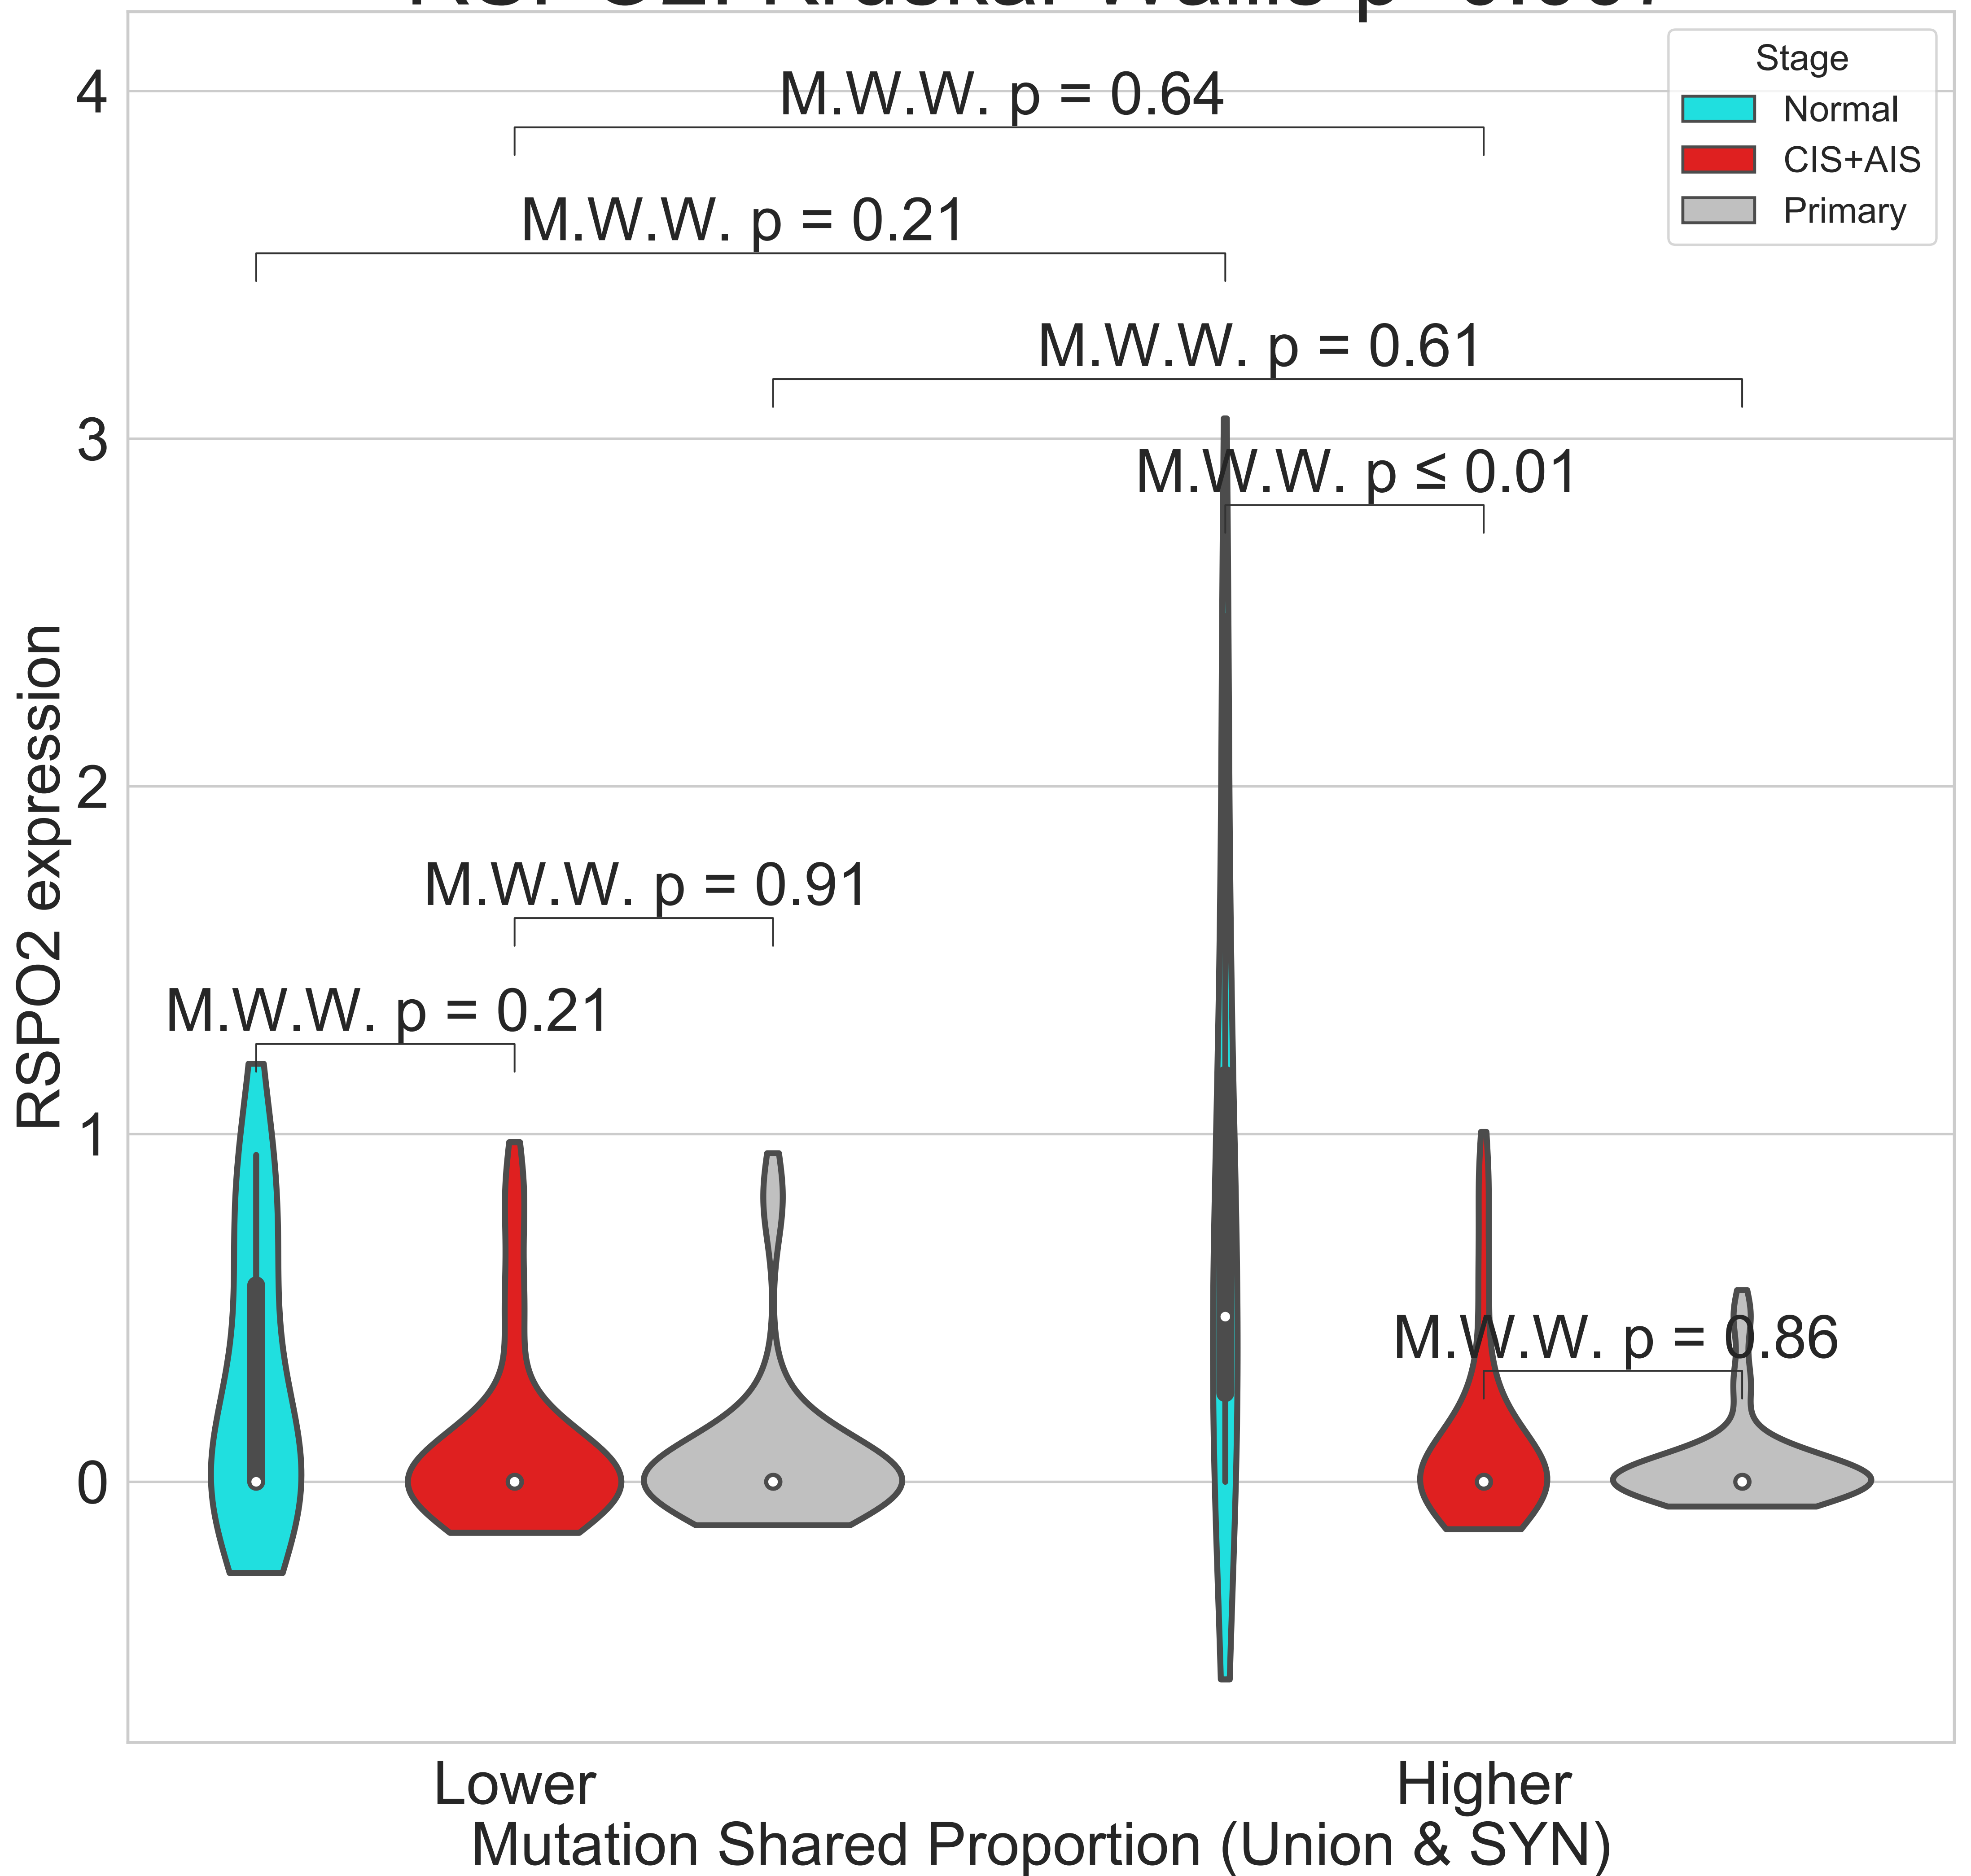 Stage
Normal
CIS+AIS
Primary
M.W.W. p = 0.64
M.W.W. p = 0.21
M.W.W. p = 0.61
M.W.W. p ≤ 0.01
M.W.W. p = 0.91
M.W.W. p = 0.21
M.W.W. p = 0.86
4
3
2
1
0
RSPO2 expression
Lower
Higher
Mutation Shared Proportion (Union & SYN)